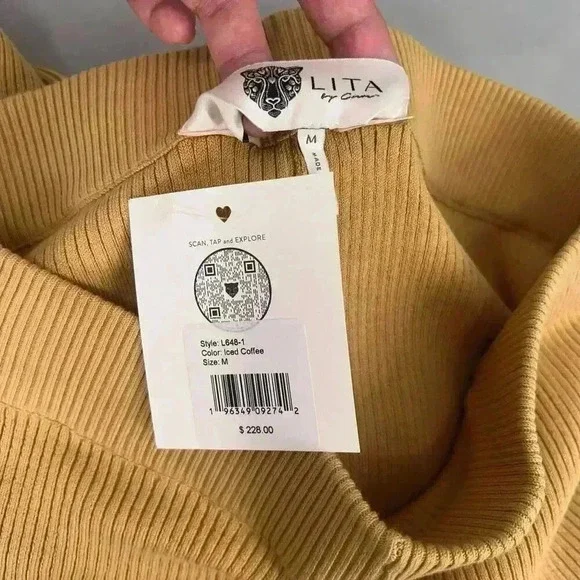 LITA
by Ciara
M
MADE
SCAN, TAP and EXPLORE
Style: L648-1
Color: Iced Coffee
Size: M
1 96349 09274 2
$ 228.00